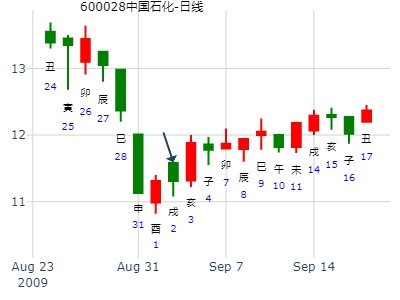 600028中国石化-日线
13
12
11
丑
24
寅
25
卯
26
辰
27
巳
28
申
31
酉
1
戌
2
亥
3
子
4
卯
7
辰
8
巳
9
午
10
未
11
戌
14
亥
15
子
16
丑
17
Aug 23
2009
Aug 31
Sep 7
Sep 14